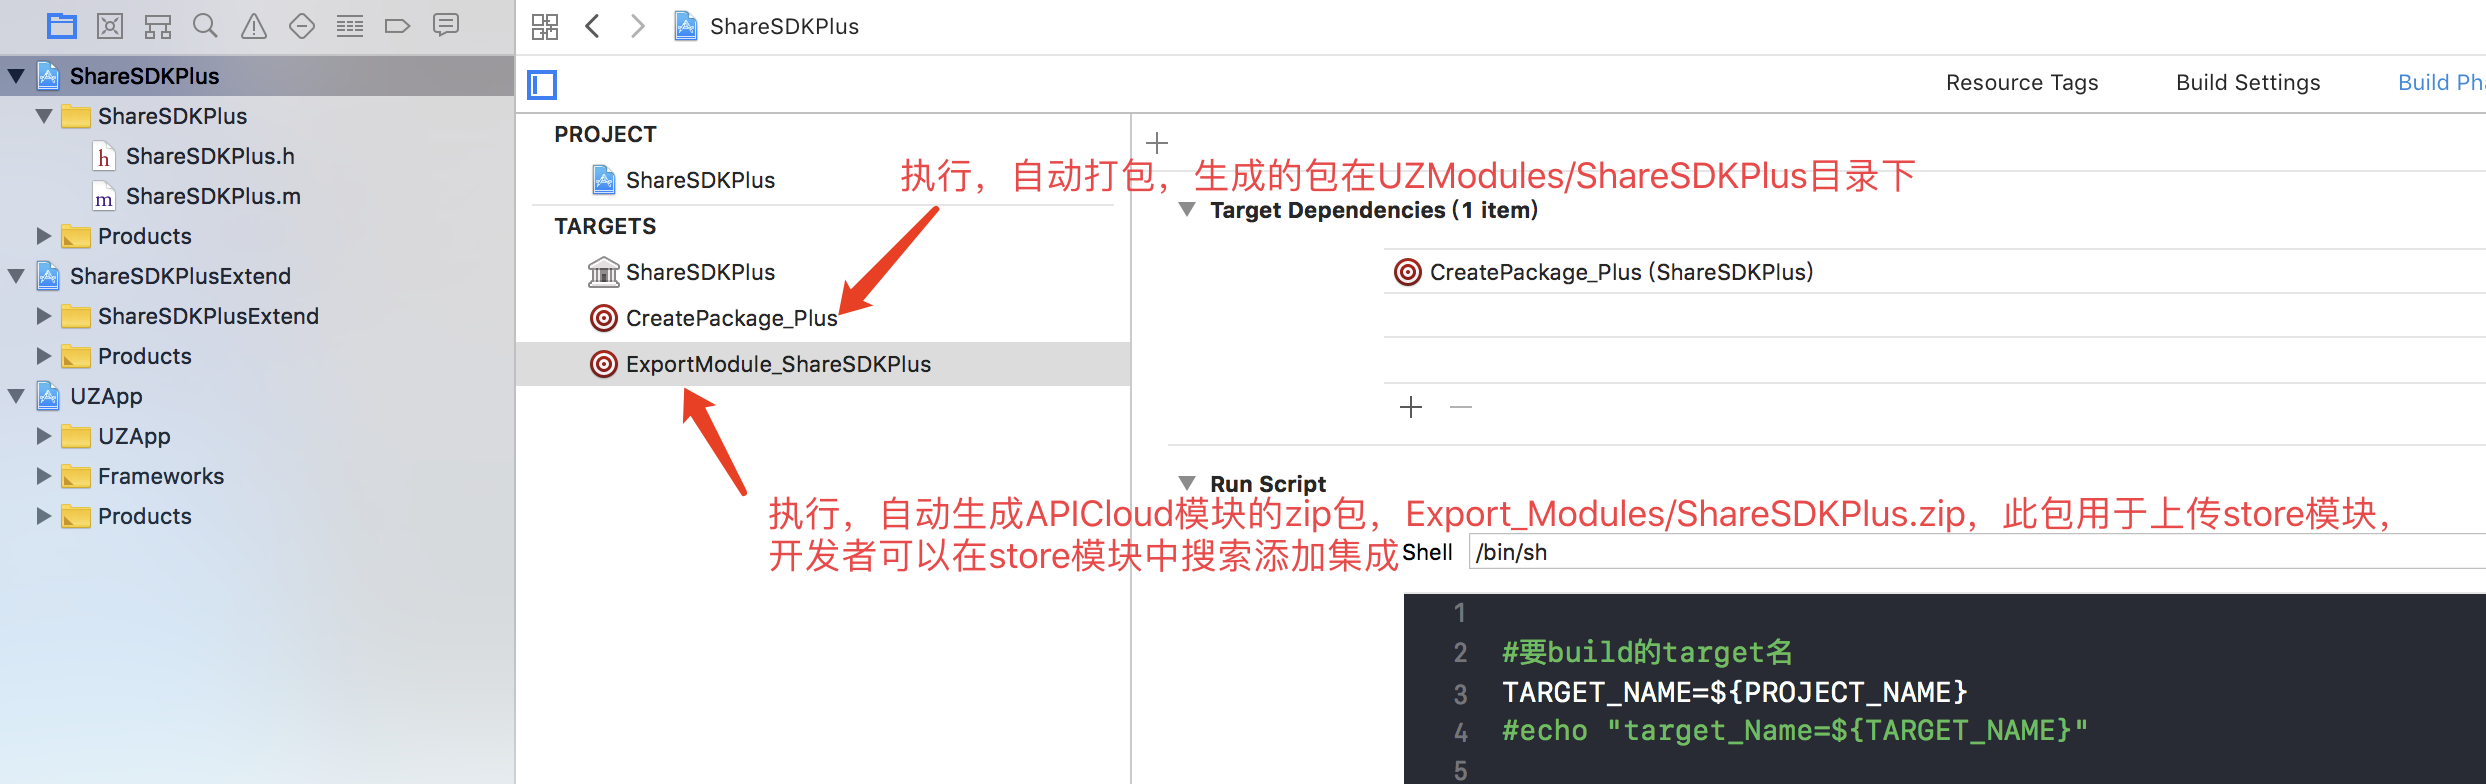 ShareSDKPlus
ShareSDKPlus
h ShareSDKPlus.h
m ShareSDKPlus.m
Products
ShareSDKPlusExtend
ShareSDKPlusExtend
Products
UZApp
UZApp
Frameworks
Products
ShareSDKPlus
Resource Tags
Build Settings
Build Ph
PROJECT
ShareSDKPlus
TARGETS
ShareSDKPlus
CreatePackage_Plus
ExportModule_ShareSDKPlus
执行，自动打包，生成的包在UZModules/ShareSDKPlus目录下
Target Dependencies (1 item)
CreatePackage_Plus (ShareSDKPlus)
Run Script
执行，自动生成APICloud模块的zip包，Export_Modules/ShareSDKPlus.zip，此包用于上传store模块，
开发者可以在store模块中搜索添加集成
Shell /bin/sh
1
2 #要build的target名
3 TARGET_NAME=${PROJECT_NAME}
4 #echo "target_Name=${TARGET_NAME}"
5